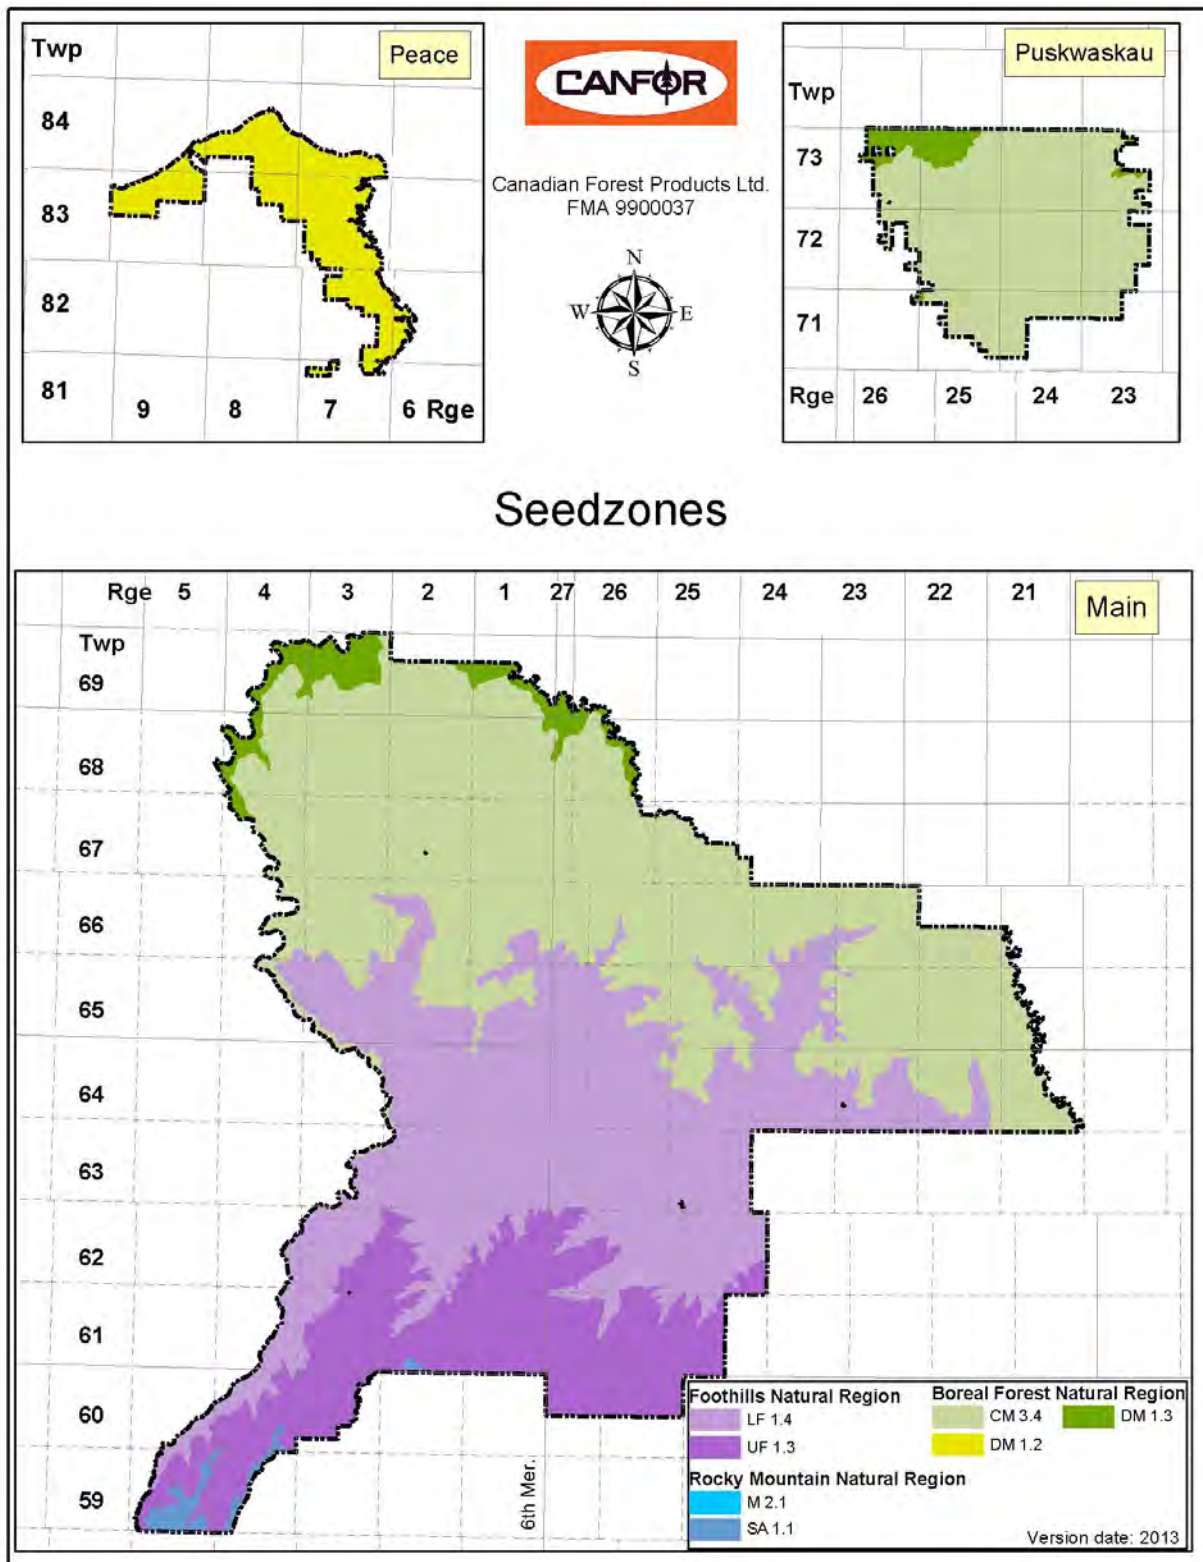 Twp
Peace
84
83
82
81
9 8 7 6 Rge
CANFOR
Canadian Forest Products Ltd.
FMA 9900037
N
W E
S
Puskwaskau
Twp
73
72
71
Rge 26 25 24 23
Seedzones
Rge 5 4 3 2 1 27 26 25 24 23 22 21
Main
Twp
69
68
67
66
65
64
63
62
61
60
59
6th Mer.
Foothills Natural Region
LF 1.4
UF 1.3
Rocky Mountain Natural Region
M 2.1
SA 1.1
Boreal Forest Natural Region
CM 3.4 DM 1.3
DM 1.2
Version date: 2013